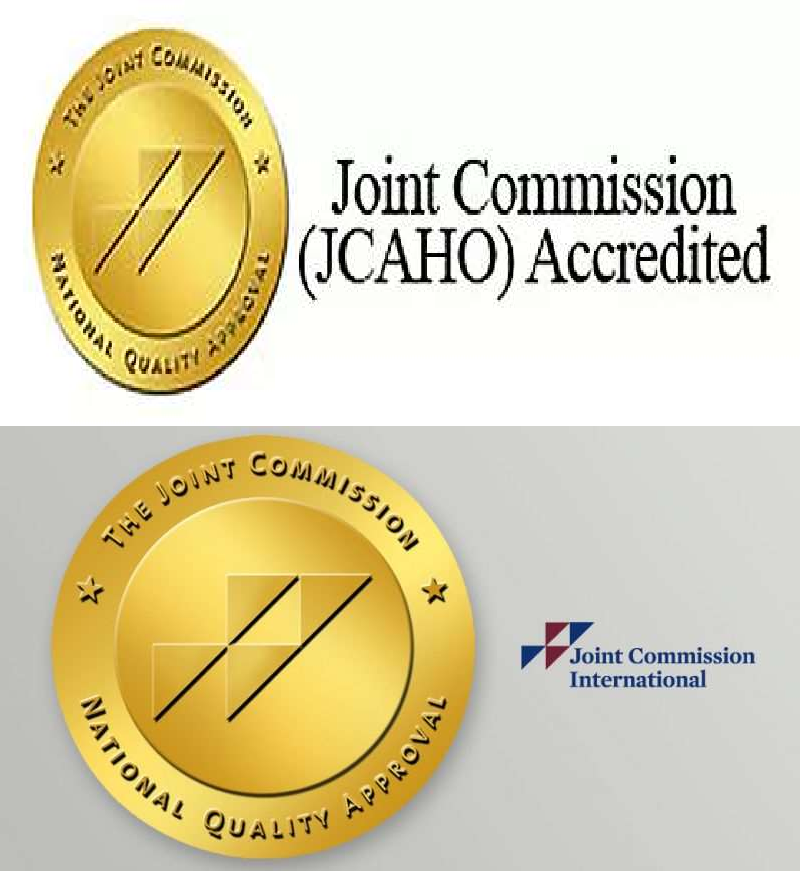 THE JOINT COMMISSION
NATIONAL QUALITY APPROVAL
Joint Commission
(JCAHO) Accredited
THE JOINT COMMISSION
NATIONAL QUALITY APPROVAL
Joint Commission
International